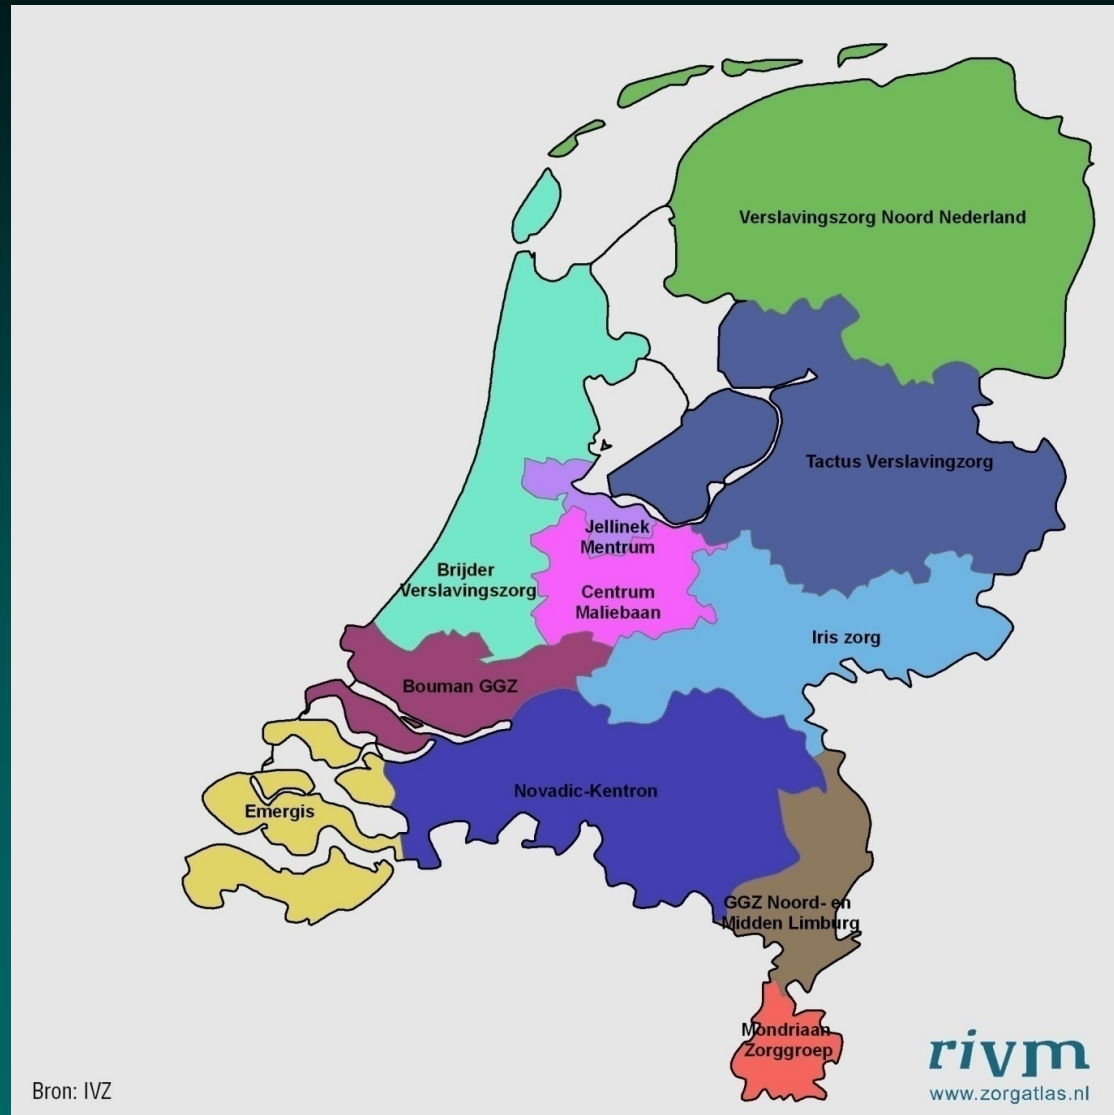 Verslavingszorg Noord Nederland
Tactus Verslavingzorg
Jellinek
Mentrum
Brijder
Verslavingszorg
Centrum
Maliebaan
Iris zorg
Bouman GGZ
Novadic-Kentron
Emergis
GGZ Noord- en
Midden Limburg
Mondriaan
Zorggroep
rivm
www.zorgatlas.nl
Bron: IVZ